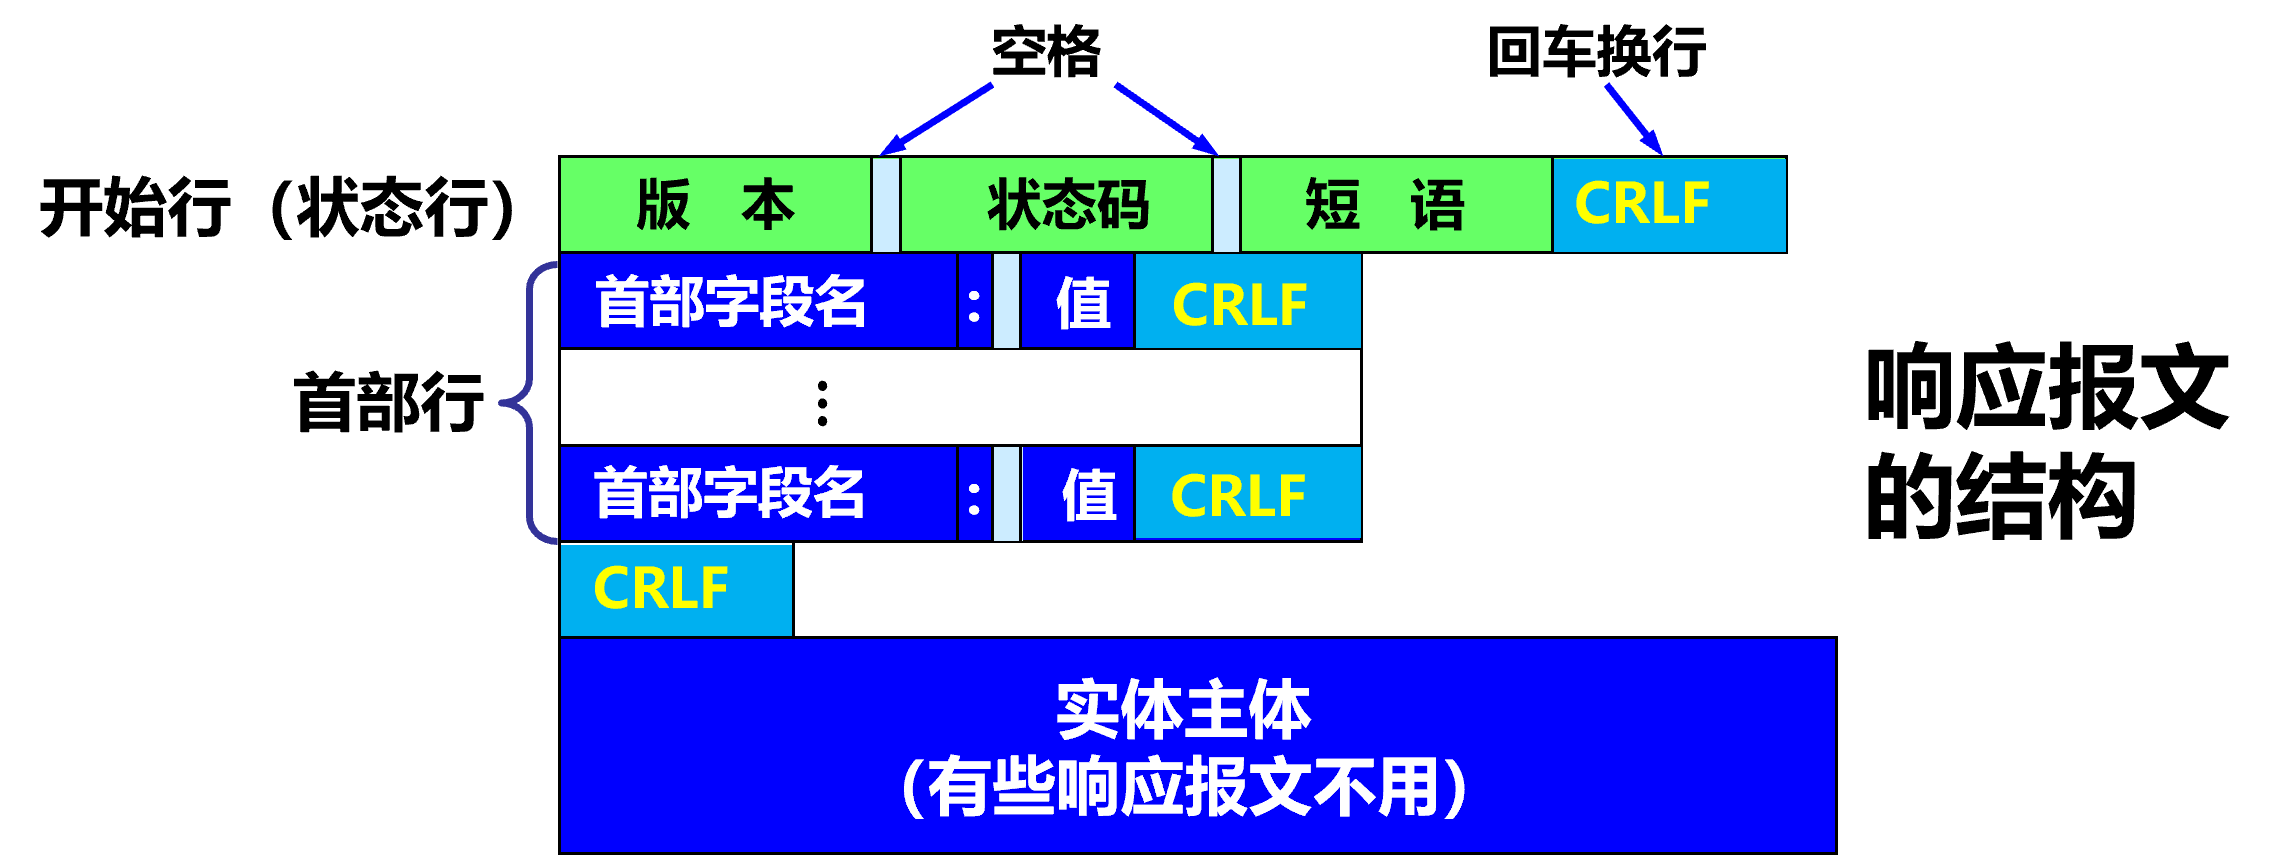 空格 回车换行
开始行（状态行） 版 本 状态码 短 语 CRLF
首部字段名 : 值 CRLF
首部行 ⋮
首部字段名 : 值 CRLF
响应报文
的结构
CRLF
实体主体
（有些响应报文不用）